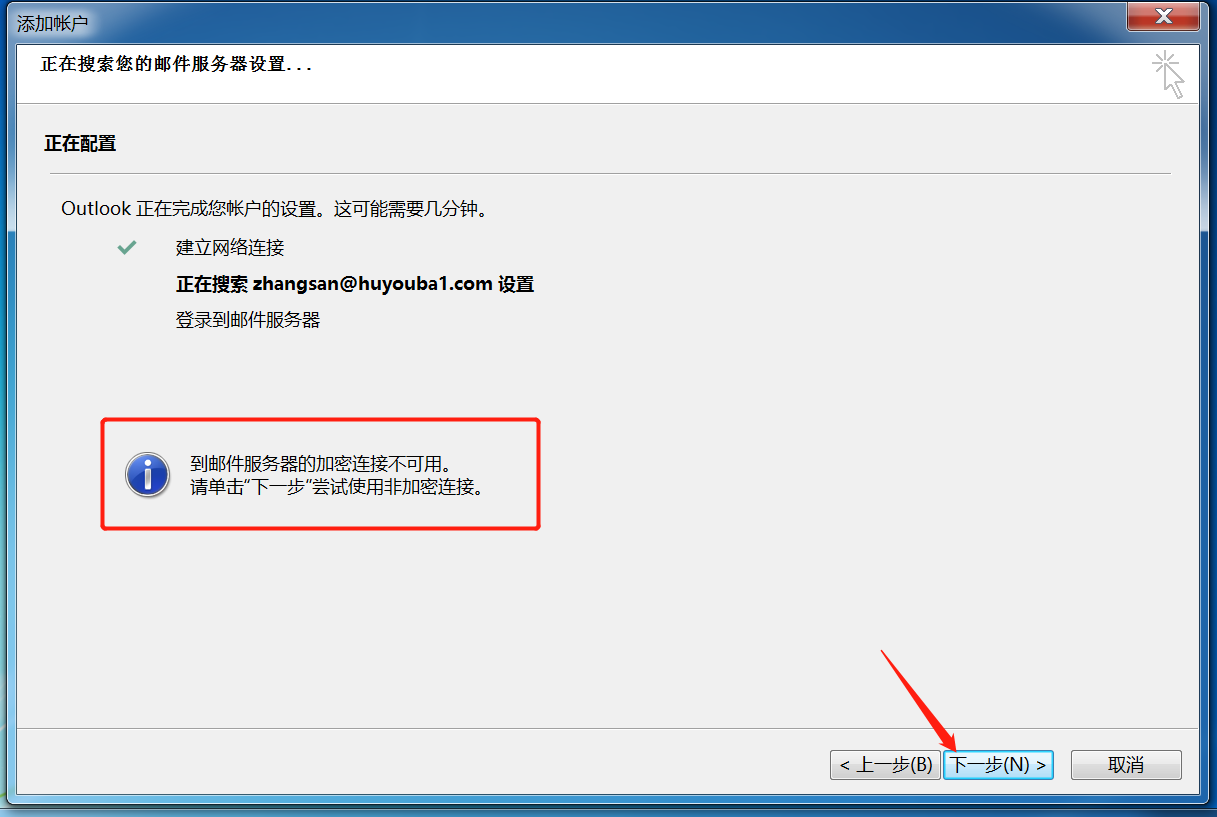 添加帐户
正在搜索您的邮件服务器设置...
正在配置
Outlook 正在完成您帐户的设置。这可能需要几分钟。
建立网络连接
正在搜索 zhangsan@huyouba1.com 设置
登录到邮件服务器
到邮件服务器的加密连接不可用。
请单击“下一步”尝试使用非加密连接。
< 上一步(B) 下一步(N) > 取消